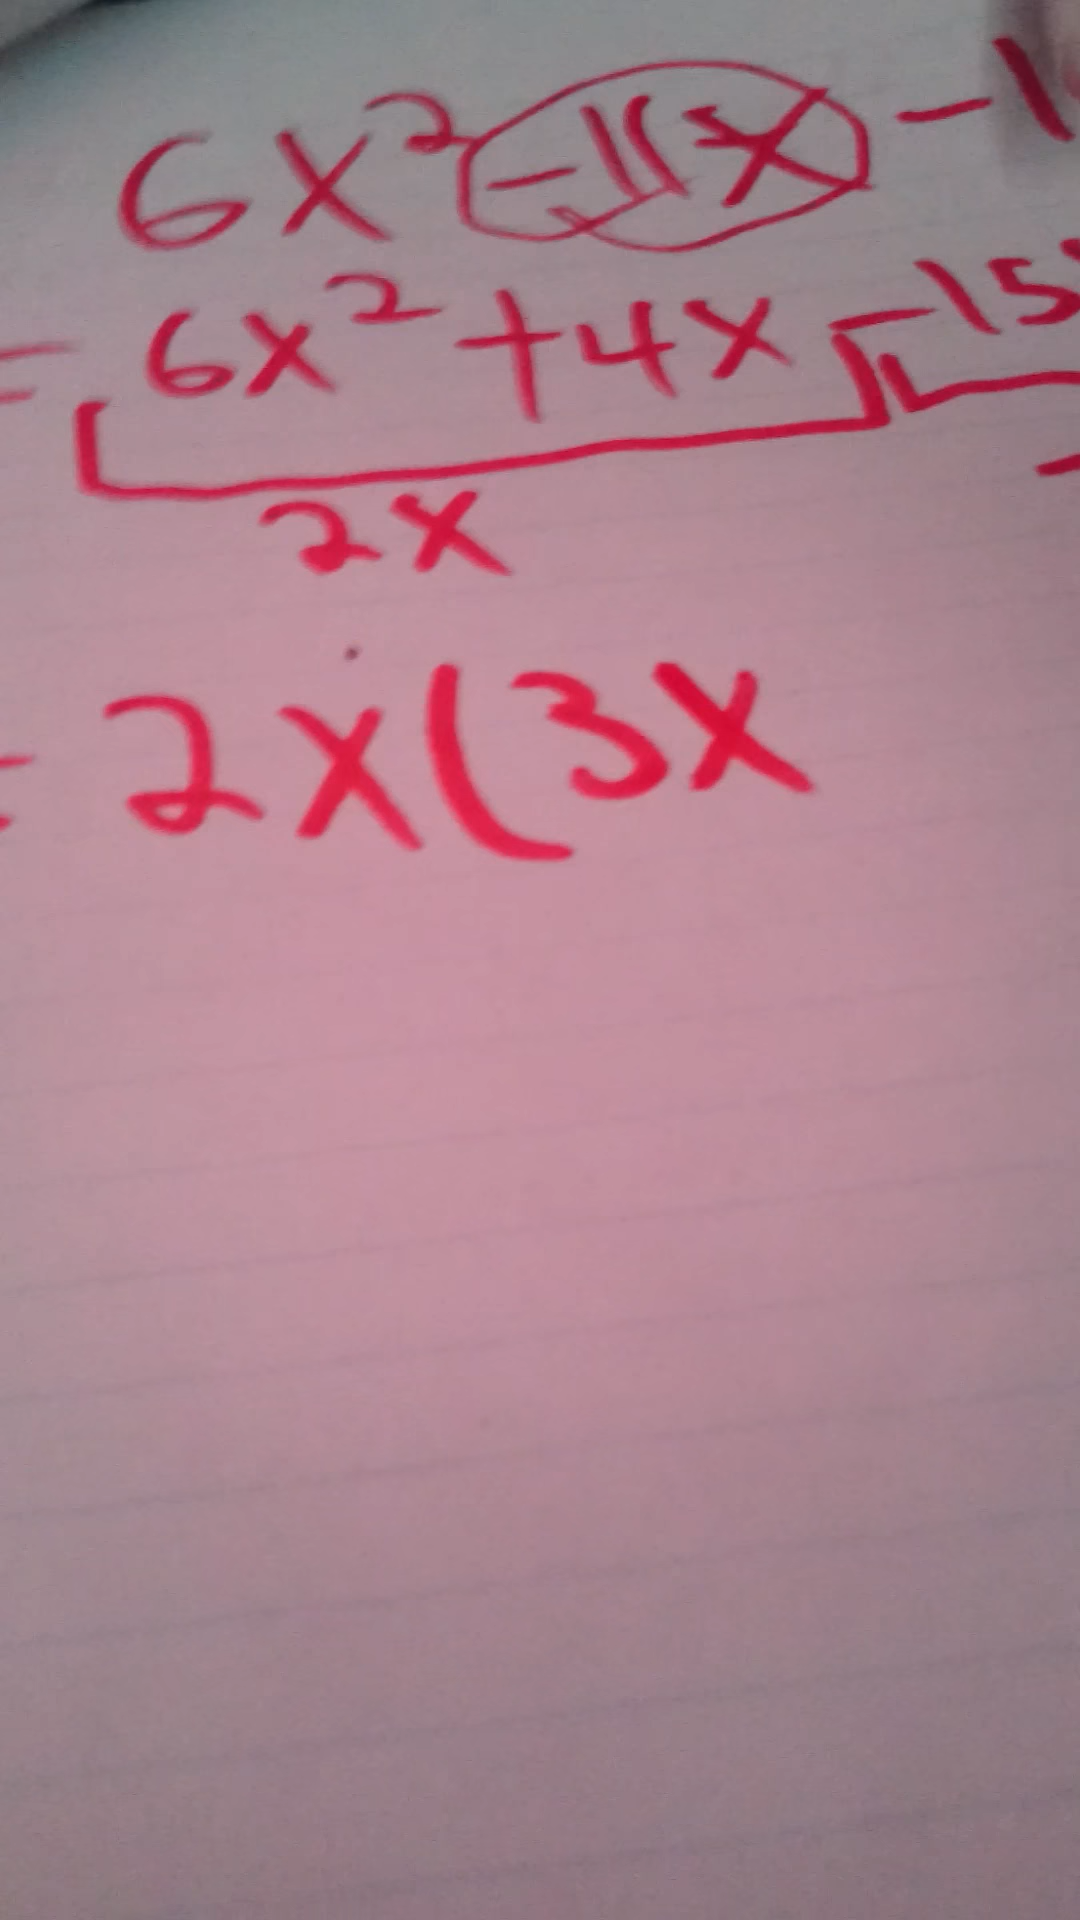 6x² -11x -1
= 6x² + 4x -15
2x -
= 2x(3x